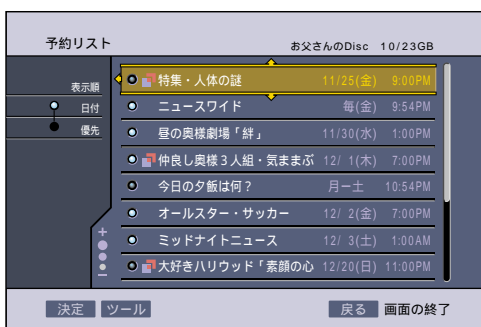 予約リスト
お父さんのDisc 10/23GB
表示順
日付
優先
特集・人体の謎 11/25(金) 9:00PM
ニュースワイド 毎(金) 9:54PM
昼の奥様劇場「絆」 11/30(水) 1:00PM
仲良し奥様3人組・気ままぶ 12/ 1(木) 7:00PM
今日の夕飯は何？ 月ー土 10:54PM
オールスター・サッカー 12/ 2(金) 7:00PM
ミッドナイトニュース 12/ 3(土) 1:00AM
大好きハリウッド「素顔の心 12/20(日) 11:00PM
決定 ツール 戻る 画面の終了